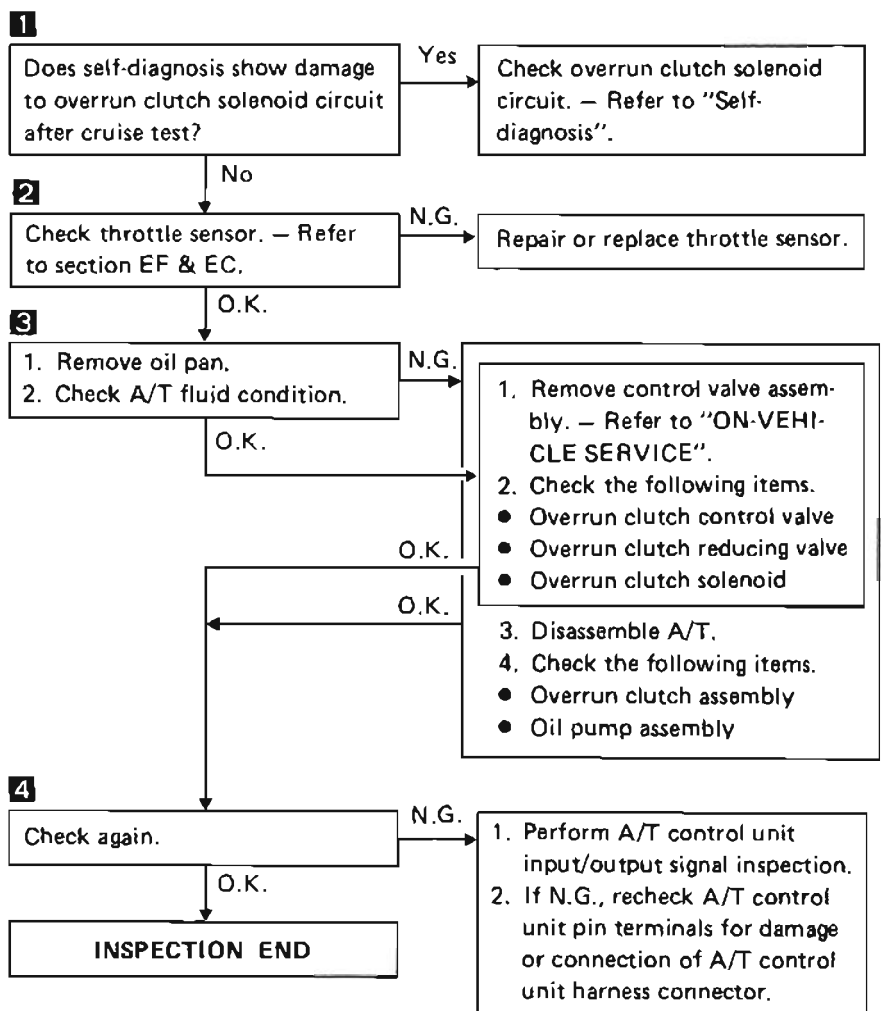 1
Does self-diagnosis show damage
to overrun clutch solenoid circuit
after cruise test?
Yes
Check overrun clutch solenoid
circuit. — Refer to "Self-
diagnosis".
No
2
Check throttle sensor. — Refer
to section EF & EC.
N.G.
Repair or replace throttle sensor.
O.K.
3
1. Remove oil pan.
2. Check A/T fluid condition.
N.G.
O.K.
1. Remove control valve assem-
bly. — Refer to "ON-VEHI-
CLE SERVICE".
2. Check the following items.
● Overrun clutch control valve
● Overrun clutch reducing valve
● Overrun clutch solenoid
O.K.
O.K.
3. Disassemble A/T.
4. Check the following items.
● Overrun clutch assembly
● Oil pump assembly
4
Check again.
N.G.
1. Perform A/T control unit
input/output signal inspection.
2. If N.G., recheck A/T control
unit pin terminals for damage
or connection of A/T control
unit harness connector.
O.K.
INSPECTION END